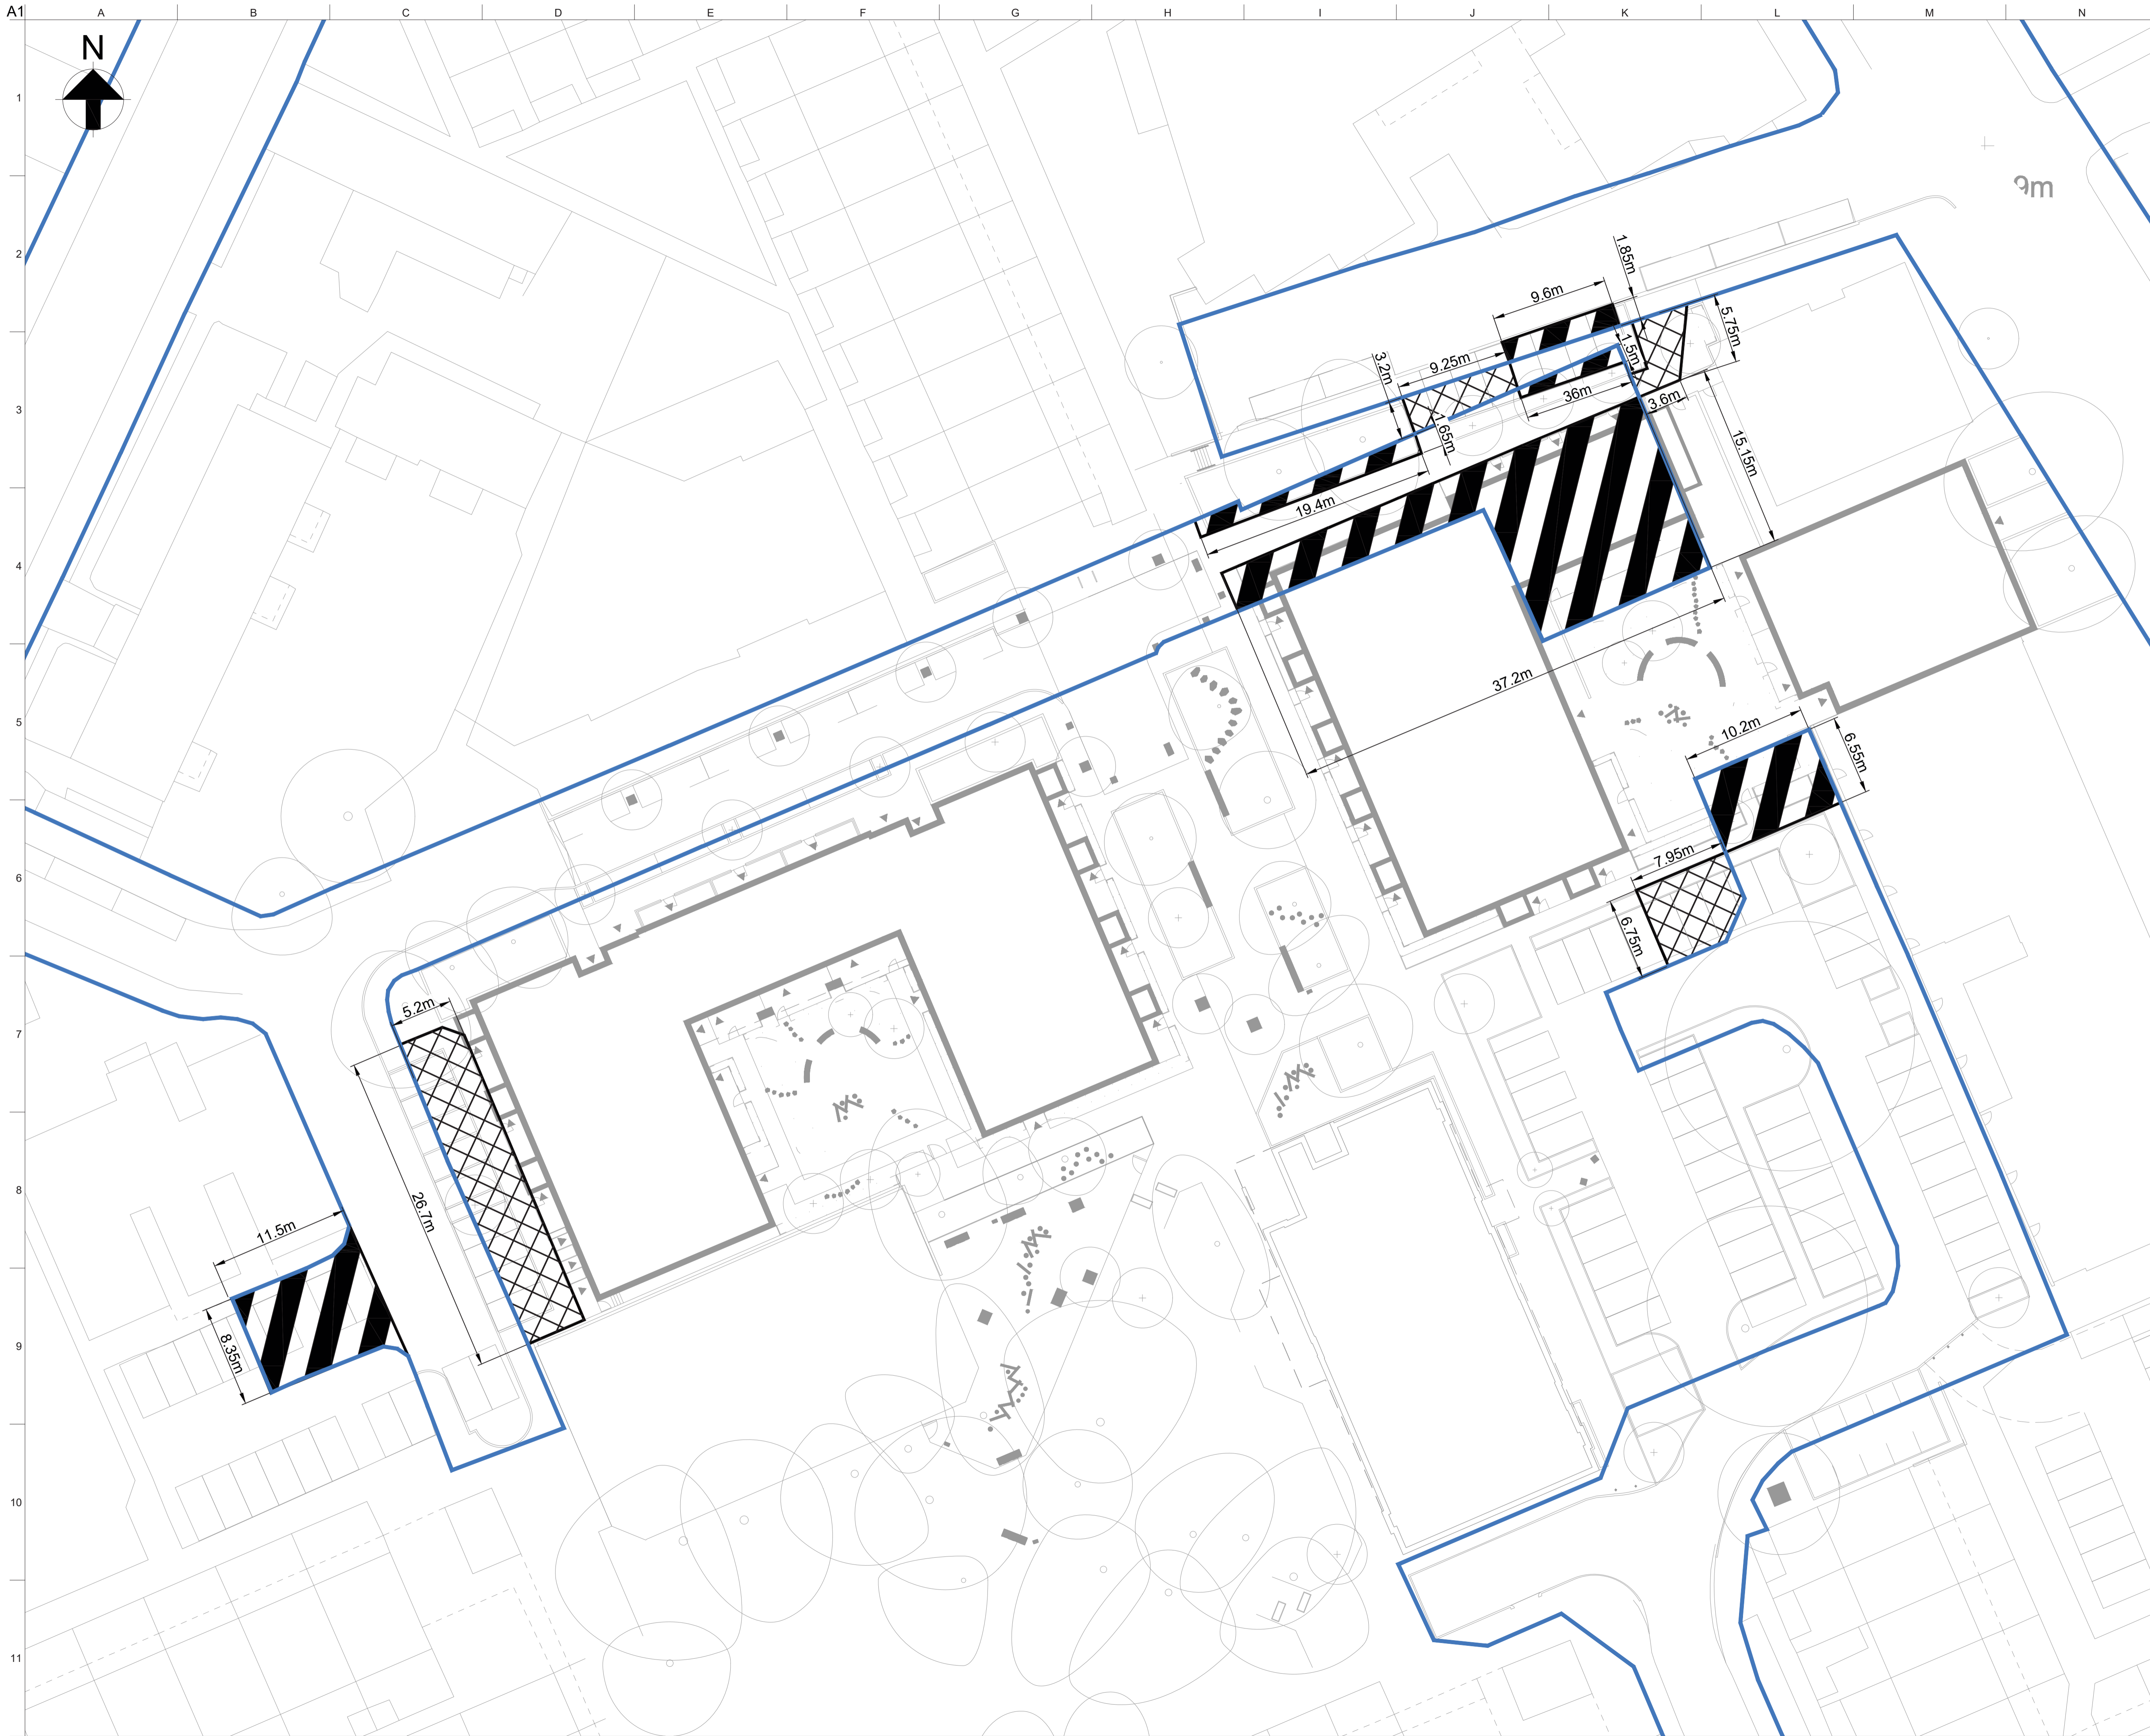 A1
A B C D E F G H I J K L M N
N
1
9m
2
1.85m
9.6m
5.75m
9.25m
3.2m
1.5m
3
36m
3.6m
1.65m
15.15m
19.4m
4
37.2m
5
10.2m
6.55m
7.95m
6
6.75m
7
5.2m
8
26.7m
11.5m
9
8.35m
10
11